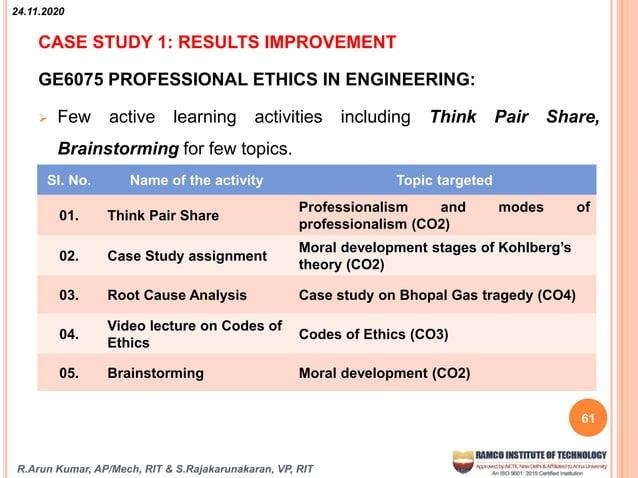 24.11.2020
CASE STUDY 1: RESULTS IMPROVEMENT
GE6075 PROFESSIONAL ETHICS IN ENGINEERING:
Few active learning activities including Think Pair Share,
Brainstorming for few topics.
Sl. No. Name of the activity Topic targeted
01. Think Pair Share Professionalism and modes of
professionalism (CO2)
02. Case Study assignment Moral development stages of Kohlberg's
theory (CO2)
03. Root Cause Analysis Case study on Bhopal Gas tragedy (CO4)
04. Video lecture on Codes of
Ethics Codes of Ethics (CO3)
05. Brainstorming Moral development (CO2)
61
RAMCO INSTITUTE OF TECHNOLOGY
Approved by AICTE, New Delhi & Affiliated to Anna University
An ISO 9001: 2015 Certified Institution
R.Arun Kumar, AP/Mech, RIT & S.Rajakarunakaran, VP, RIT